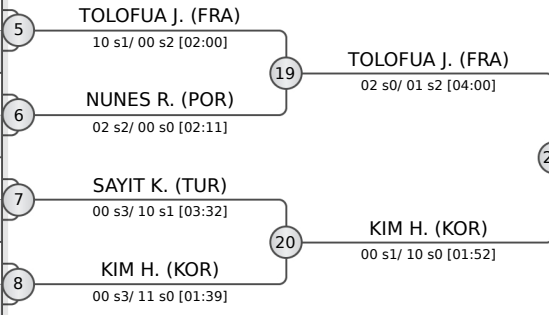 TOLOFUA J. (FRA)
5
10 s1/ 00 s2 [02:00]
19
TOLOFUA J. (FRA)
02 s0/ 01 s2 [04:00]
NUNES R. (POR)
6
02 s2/ 00 s0 [02:11]
SAYIT K. (TUR)
7
00 s3/ 10 s1 [03:32]
20
KIM H. (KOR)
00 s1/ 10 s0 [01:52]
KIM H. (KOR)
8
00 s3/ 11 s0 [01:39]